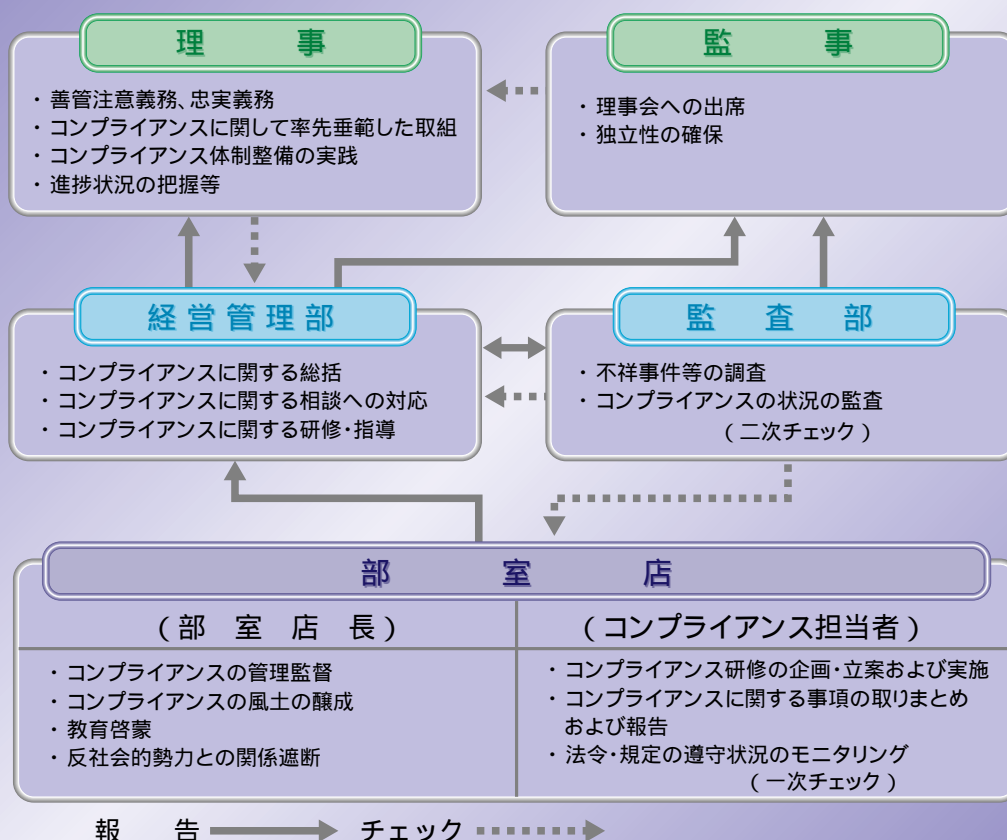 理事
・善管注意義務、忠実義務
・コンプライアンスに関して率先垂範した取組
・コンプライアンス体制整備の実践
・進捗状況の把握等
監事
・理事会への出席
・独立性の確保
経営管理部
・コンプライアンスに関する総括
・コンプライアンスに関する相談への対応
・コンプライアンスに関する研修・指導
監査部
・不祥事件等の調査
・コンプライアンスの状況の監査
(二次チェック)
部室店
(部室店長)
・コンプライアンスの管理監督
・コンプライアンスの風土の醸成
・教育啓蒙
・反社会的勢力との関係遮断
(コンプライアンス担当者)
・コンプライアンス研修の企画・立案および実施
・コンプライアンスに関する事項の取りまとめ
および報告
・法令・規定の遵守状況のモニタリング
(一次チェック)
報告 チェック